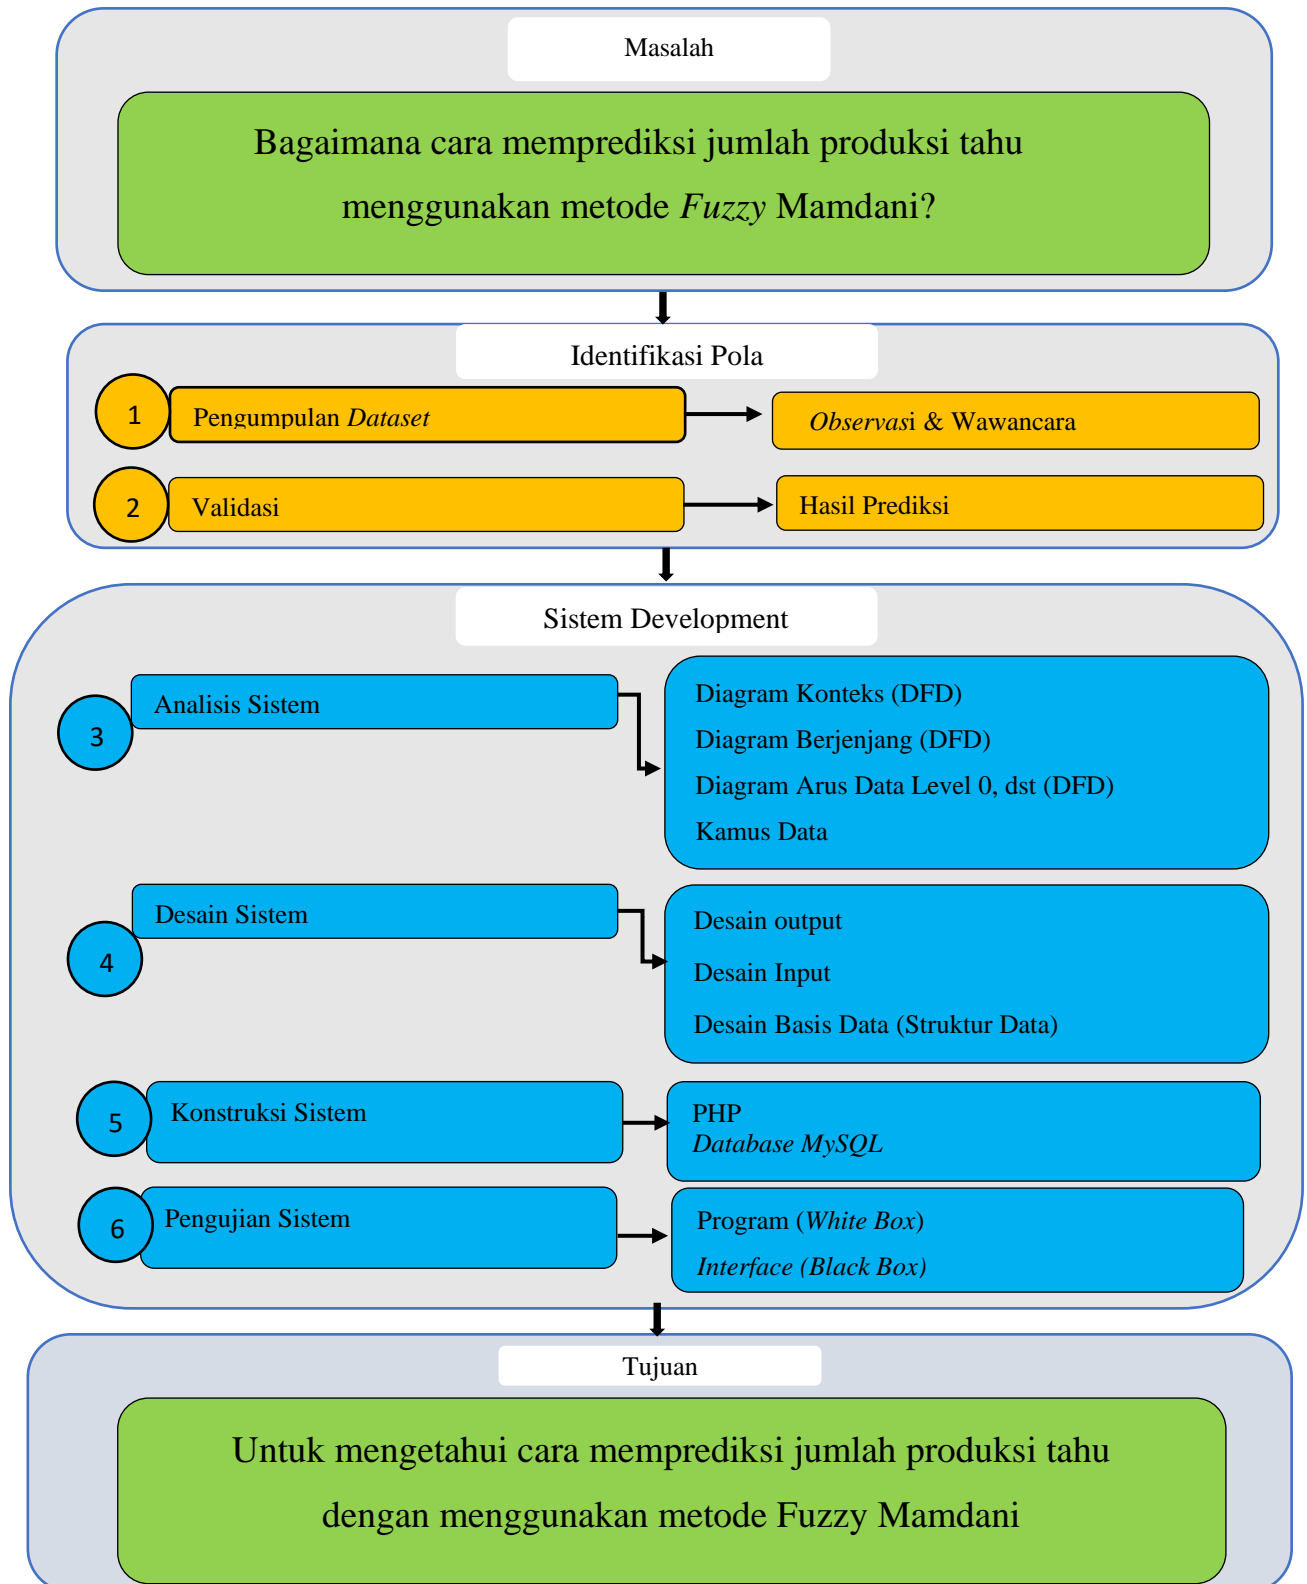 Masalah
Bagaimana cara memprediksi jumlah produksi tahu
menggunakan metode Fuzzy Mamdani?
Identifikasi Pola
1
Pengumpulan Dataset
Observasi & Wawancara
2
Validasi
Hasil Prediksi
Sistem Development
3
Analisis Sistem
Diagram Konteks (DFD)
Diagram Berjenjang (DFD)
Diagram Arus Data Level 0, dst (DFD)
Kamus Data
4
Desain Sistem
Desain output
Desain Input
Desain Basis Data (Struktur Data)
5
Konstruksi Sistem
PHP
Database MySQL
6
Pengujian Sistem
Program (White Box)
Interface (Black Box)
Tujuan
Untuk mengetahui cara memprediksi jumlah produksi tahu
dengan menggunakan metode Fuzzy Mamdani